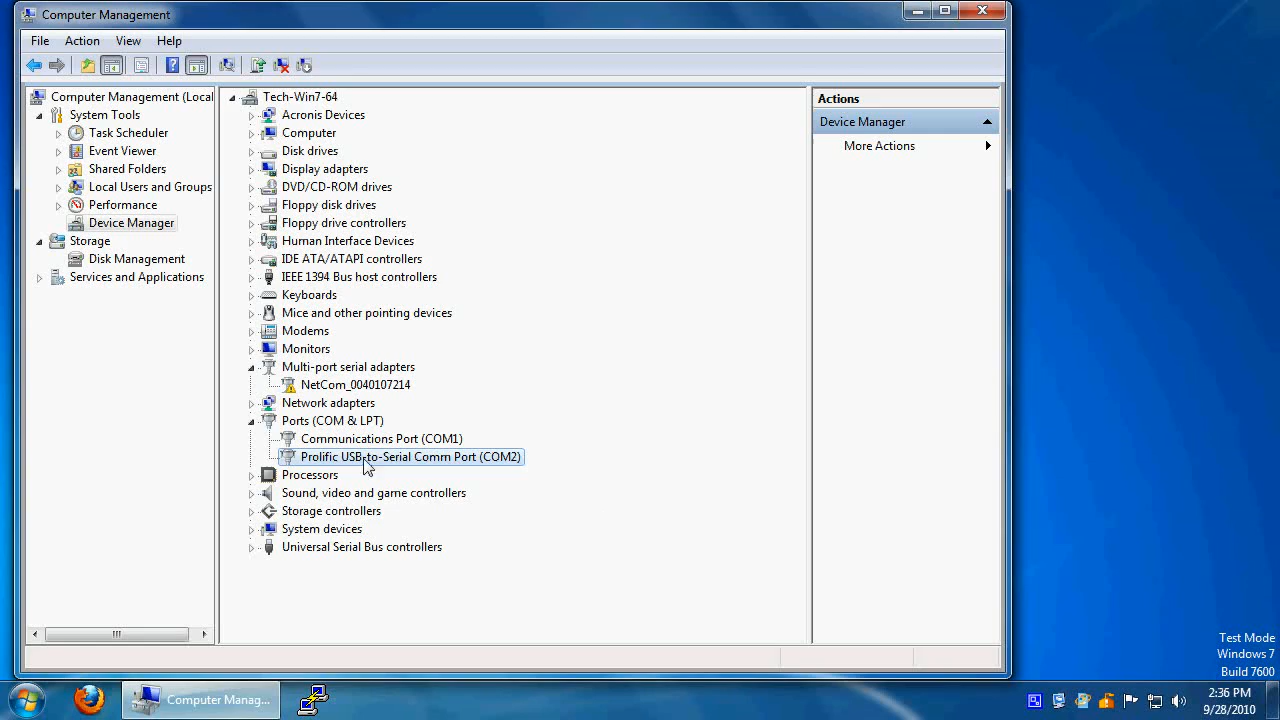 Computer Management
File Action View Help
Computer Management (Local
System Tools
Task Scheduler
Event Viewer
Shared Folders
Local Users and Groups
Performance
Device Manager
Storage
Disk Management
Services and Applications
Tech-Win7-64
Acronis Devices
Computer
Disk drives
Display adapters
DVD/CD-ROM drives
Floppy disk drives
Floppy drive controllers
Human Interface Devices
IDE ATA/ATAPI controllers
IEEE 1394 Bus host controllers
Keyboards
Mice and other pointing devices
Modems
Monitors
Multi-port serial adapters
NetCom_0040107214
Network adapters
Ports (COM & LPT)
Communications Port (COM1)
Prolific USB-to-Serial Comm Port (COM2)
Processors
Sound, video and game controllers
Storage controllers
System devices
Universal Serial Bus controllers
Actions
Device Manager
More Actions
Test Mode
Windows 7
Build 7600
Computer Manag...
2:36 PM
9/28/2010